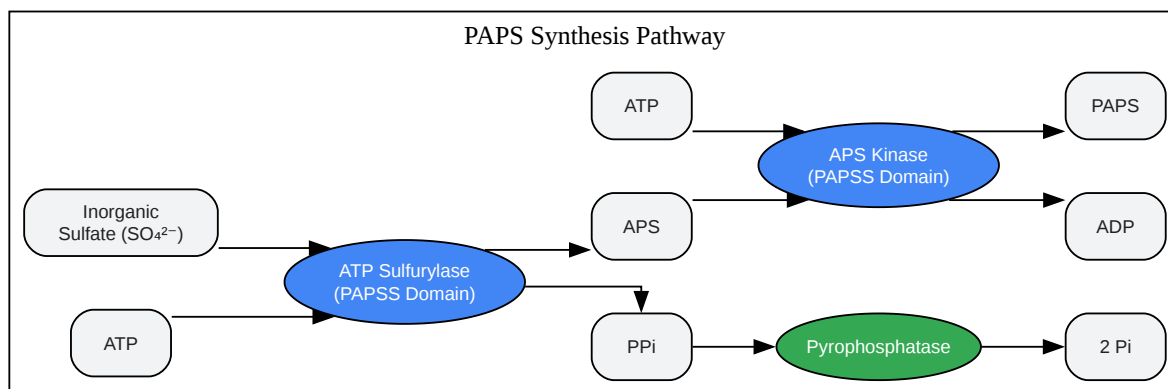 PAPS Synthesis Pathway
ATP
PAPS
APS Kinase
(PAPSS Domain)
Inorganic
Sulfate (SO₄²⁻)
APS
ADP
ATP Sulfurylase
(PAPSS Domain)
ATP
PPi
Pyrophosphatase
2 Pi